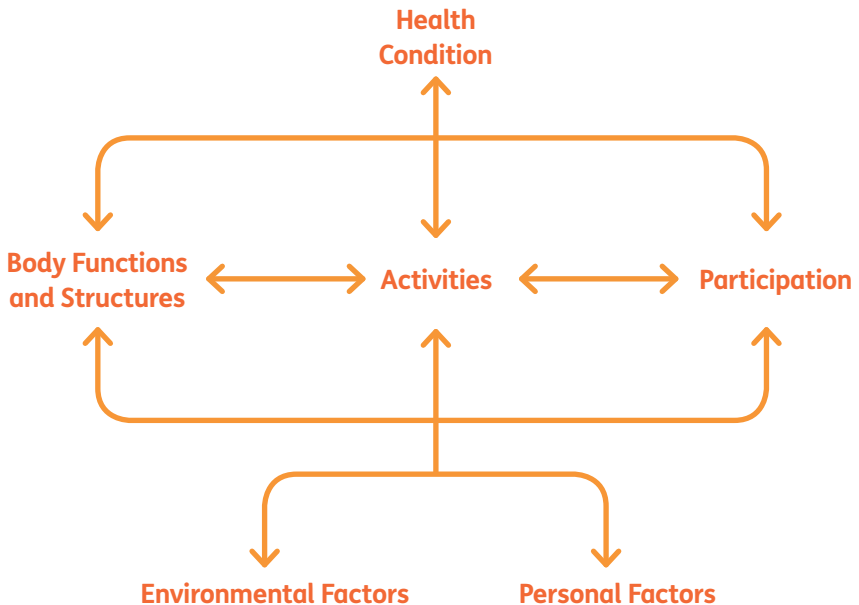 Health
Condition
Body Functions
and Structures
Activities
Participation
Environmental Factors
Personal Factors